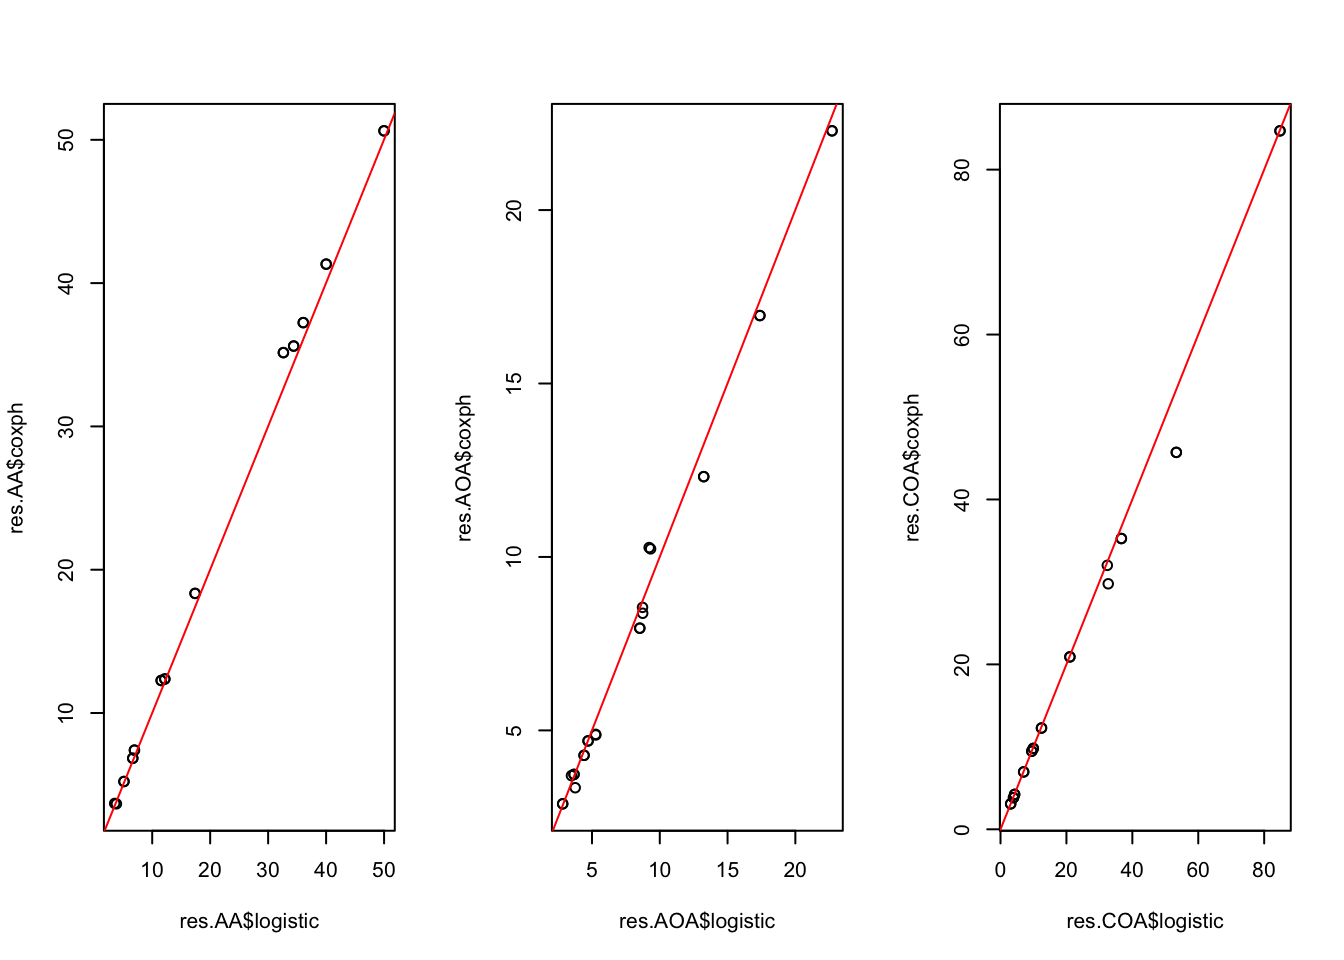 res.AA$coxph
50
40
30
20
10
10 20 30 40 50
res.AA$logistic
res.AOA$coxph
20
15
10
5
5 10 15 20
res.AOA$logistic
res.COA$coxph
80
60
40
20
0
0 20 40 60 80
res.COA$logistic